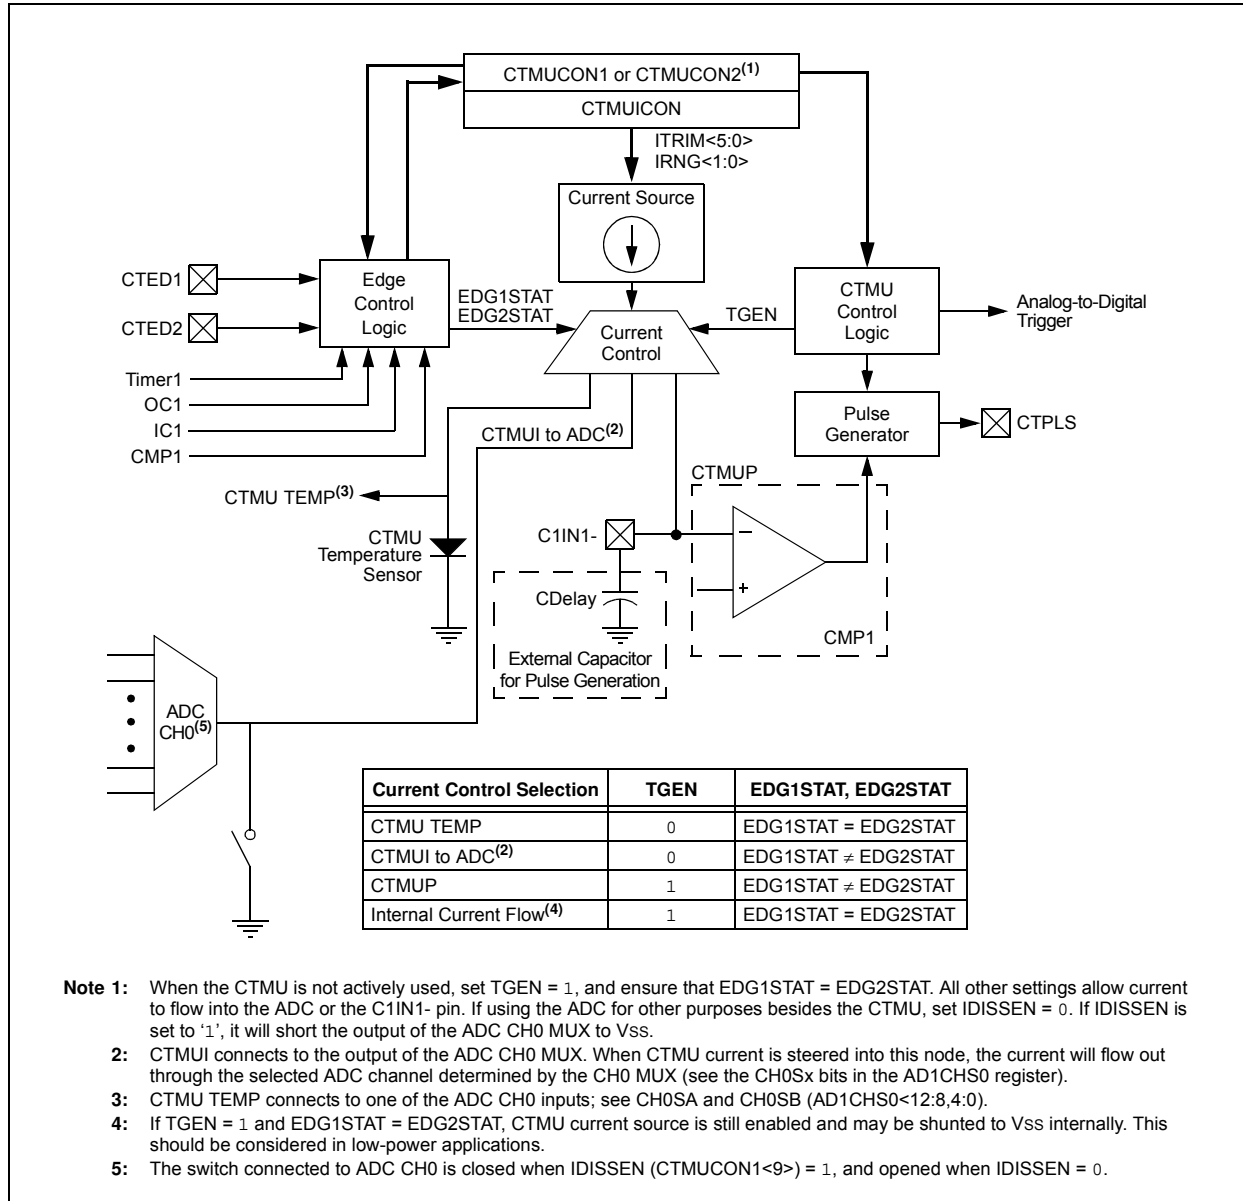 CTMUCON1 or CTMUCON2(1)
CTMUICON
ITRIM<5:0>
IRNG<1:0>
Current Source
CTED1
Edge
Control
Logic
CTED2
EDG1STAT
EDG2STAT
Current
Control
TGEN
CTMU
Control
Logic
Analog-to-Digital
Trigger
Timer1
OC1
IC1
CMP1
Pulse
Generator
CTPLS
CTMUI to ADC(2)
CTMUP
CTMU TEMP(3)
CTMU
Temperature
Sensor
C1IN1-
–
+
CDelay
CMP1
External Capacitor
for Pulse Generation
ADC
CH0(5)
Current Control Selection TGEN EDG1STAT, EDG2STAT
CTMU TEMP 0 EDG1STAT = EDG2STAT
CTMUI to ADC(2) 0 EDG1STAT ≠ EDG2STAT
CTMUP 1 EDG1STAT ≠ EDG2STAT
Internal Current Flow(4) 1 EDG1STAT = EDG2STAT
Note 1: When the CTMU is not actively used, set TGEN = 1, and ensure that EDG1STAT = EDG2STAT. All other settings allow current
to flow into the ADC or the C1IN1- pin. If using the ADC for other purposes besides the CTMU, set IDISSEN = 0. If IDISSEN is
set to ‘1’, it will short the output of the ADC CH0 MUX to VSS.
2: CTMUI connects to the output of the ADC CH0 MUX. When CTMU current is steered into this node, the current will flow out
through the selected ADC channel determined by the CH0 MUX (see the CH0Sx bits in the AD1CHS0 register).
3: CTMU TEMP connects to one of the ADC CH0 inputs; see CH0SA and CH0SB (AD1CHS0<12:8,4:0).
4: If TGEN = 1 and EDG1STAT = EDG2STAT, CTMU current source is still enabled and may be shunted to VSS internally. This
should be considered in low-power applications.
5: The switch connected to ADC CH0 is closed when IDISSEN (CTMUCON1<9>) = 1, and opened when IDISSEN = 0.